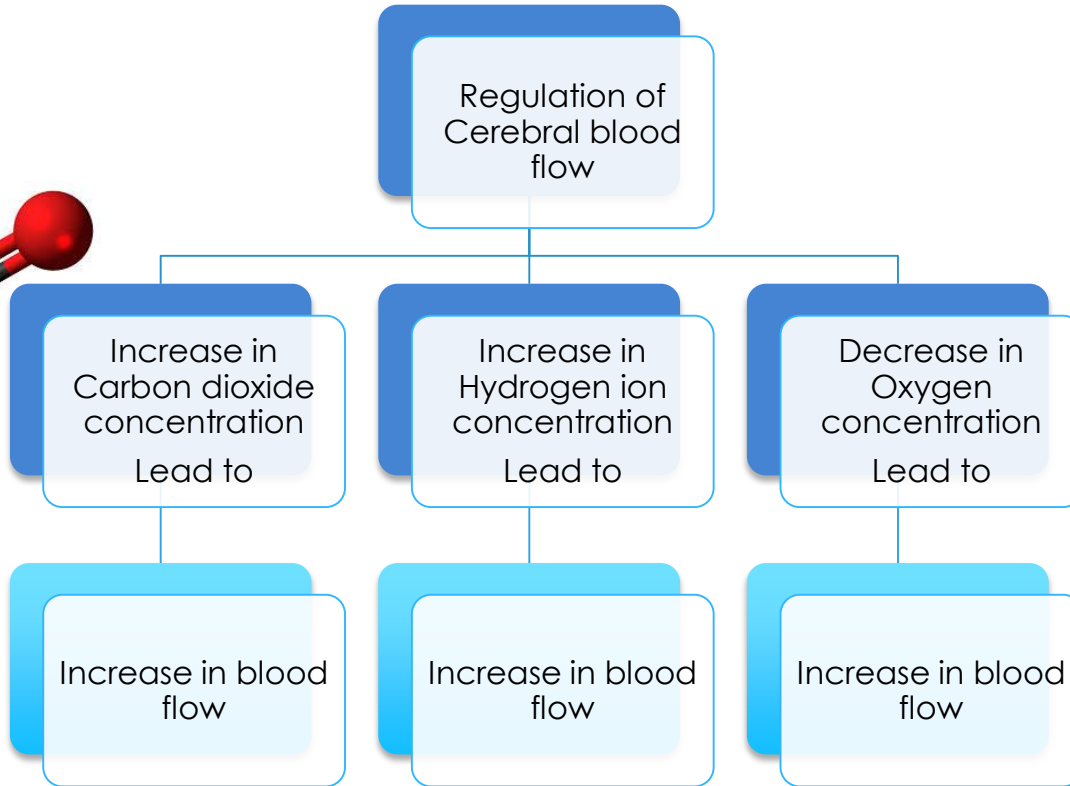 Regulation of
Cerebral blood
flow
Increase in
Carbon dioxide
concentration
Lead to
Increase in
Hydrogen ion
concentration
Lead to
Decrease in
Oxygen
concentration
Lead to
Increase in blood
flow
Increase in blood
flow
Increase in blood
flow